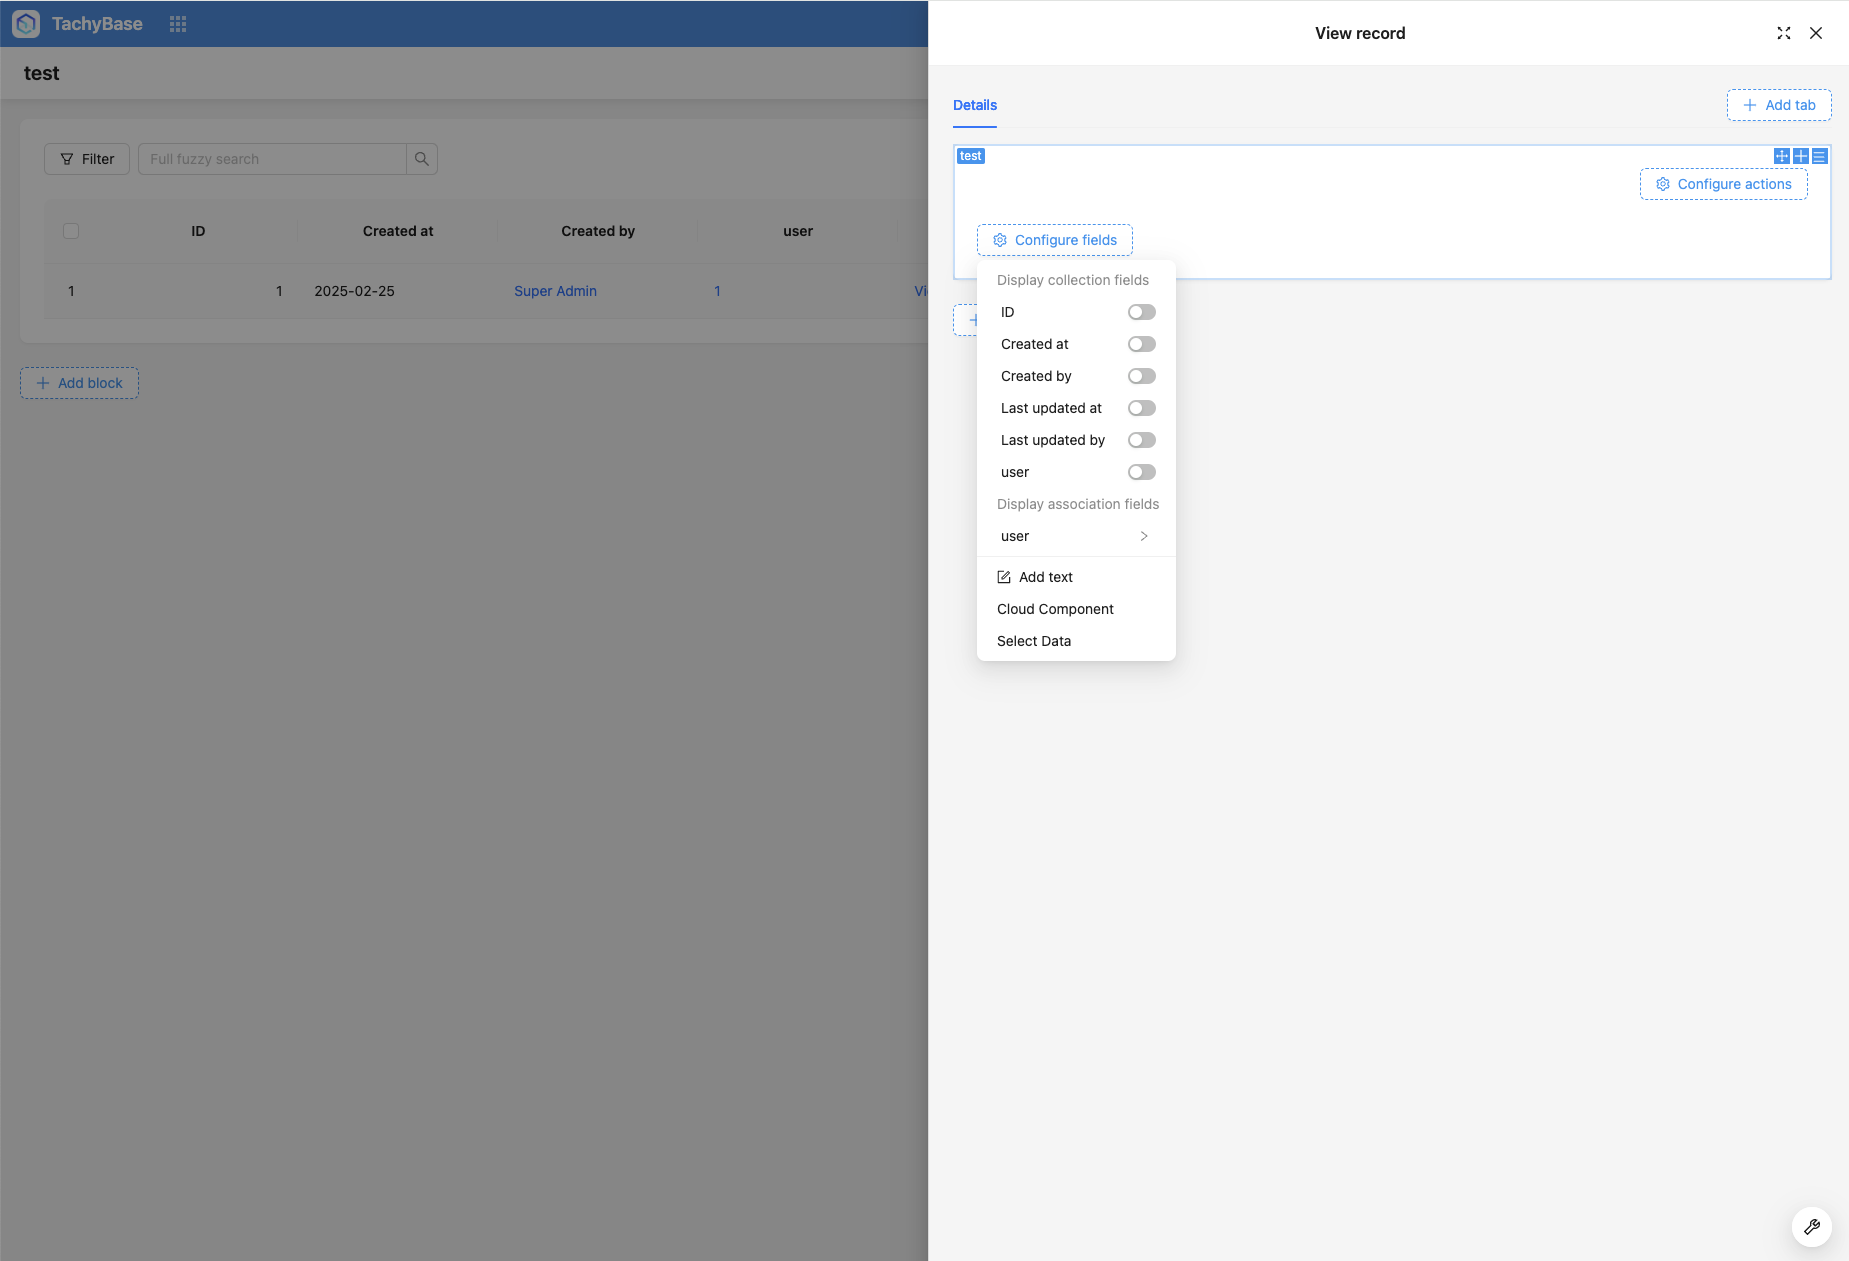 TachyBase
test
Filter
Full fuzzy search
ID
Created at
Created by
user
1
1
2025-02-25
Super Admin
1
Add block
View record
Details
Add tab
test
Configure actions
Configure fields
Display collection fields
ID
Created at
Created by
Last updated at
Last updated by
user
Display association fields
user
Add text
Cloud Component
Select Data